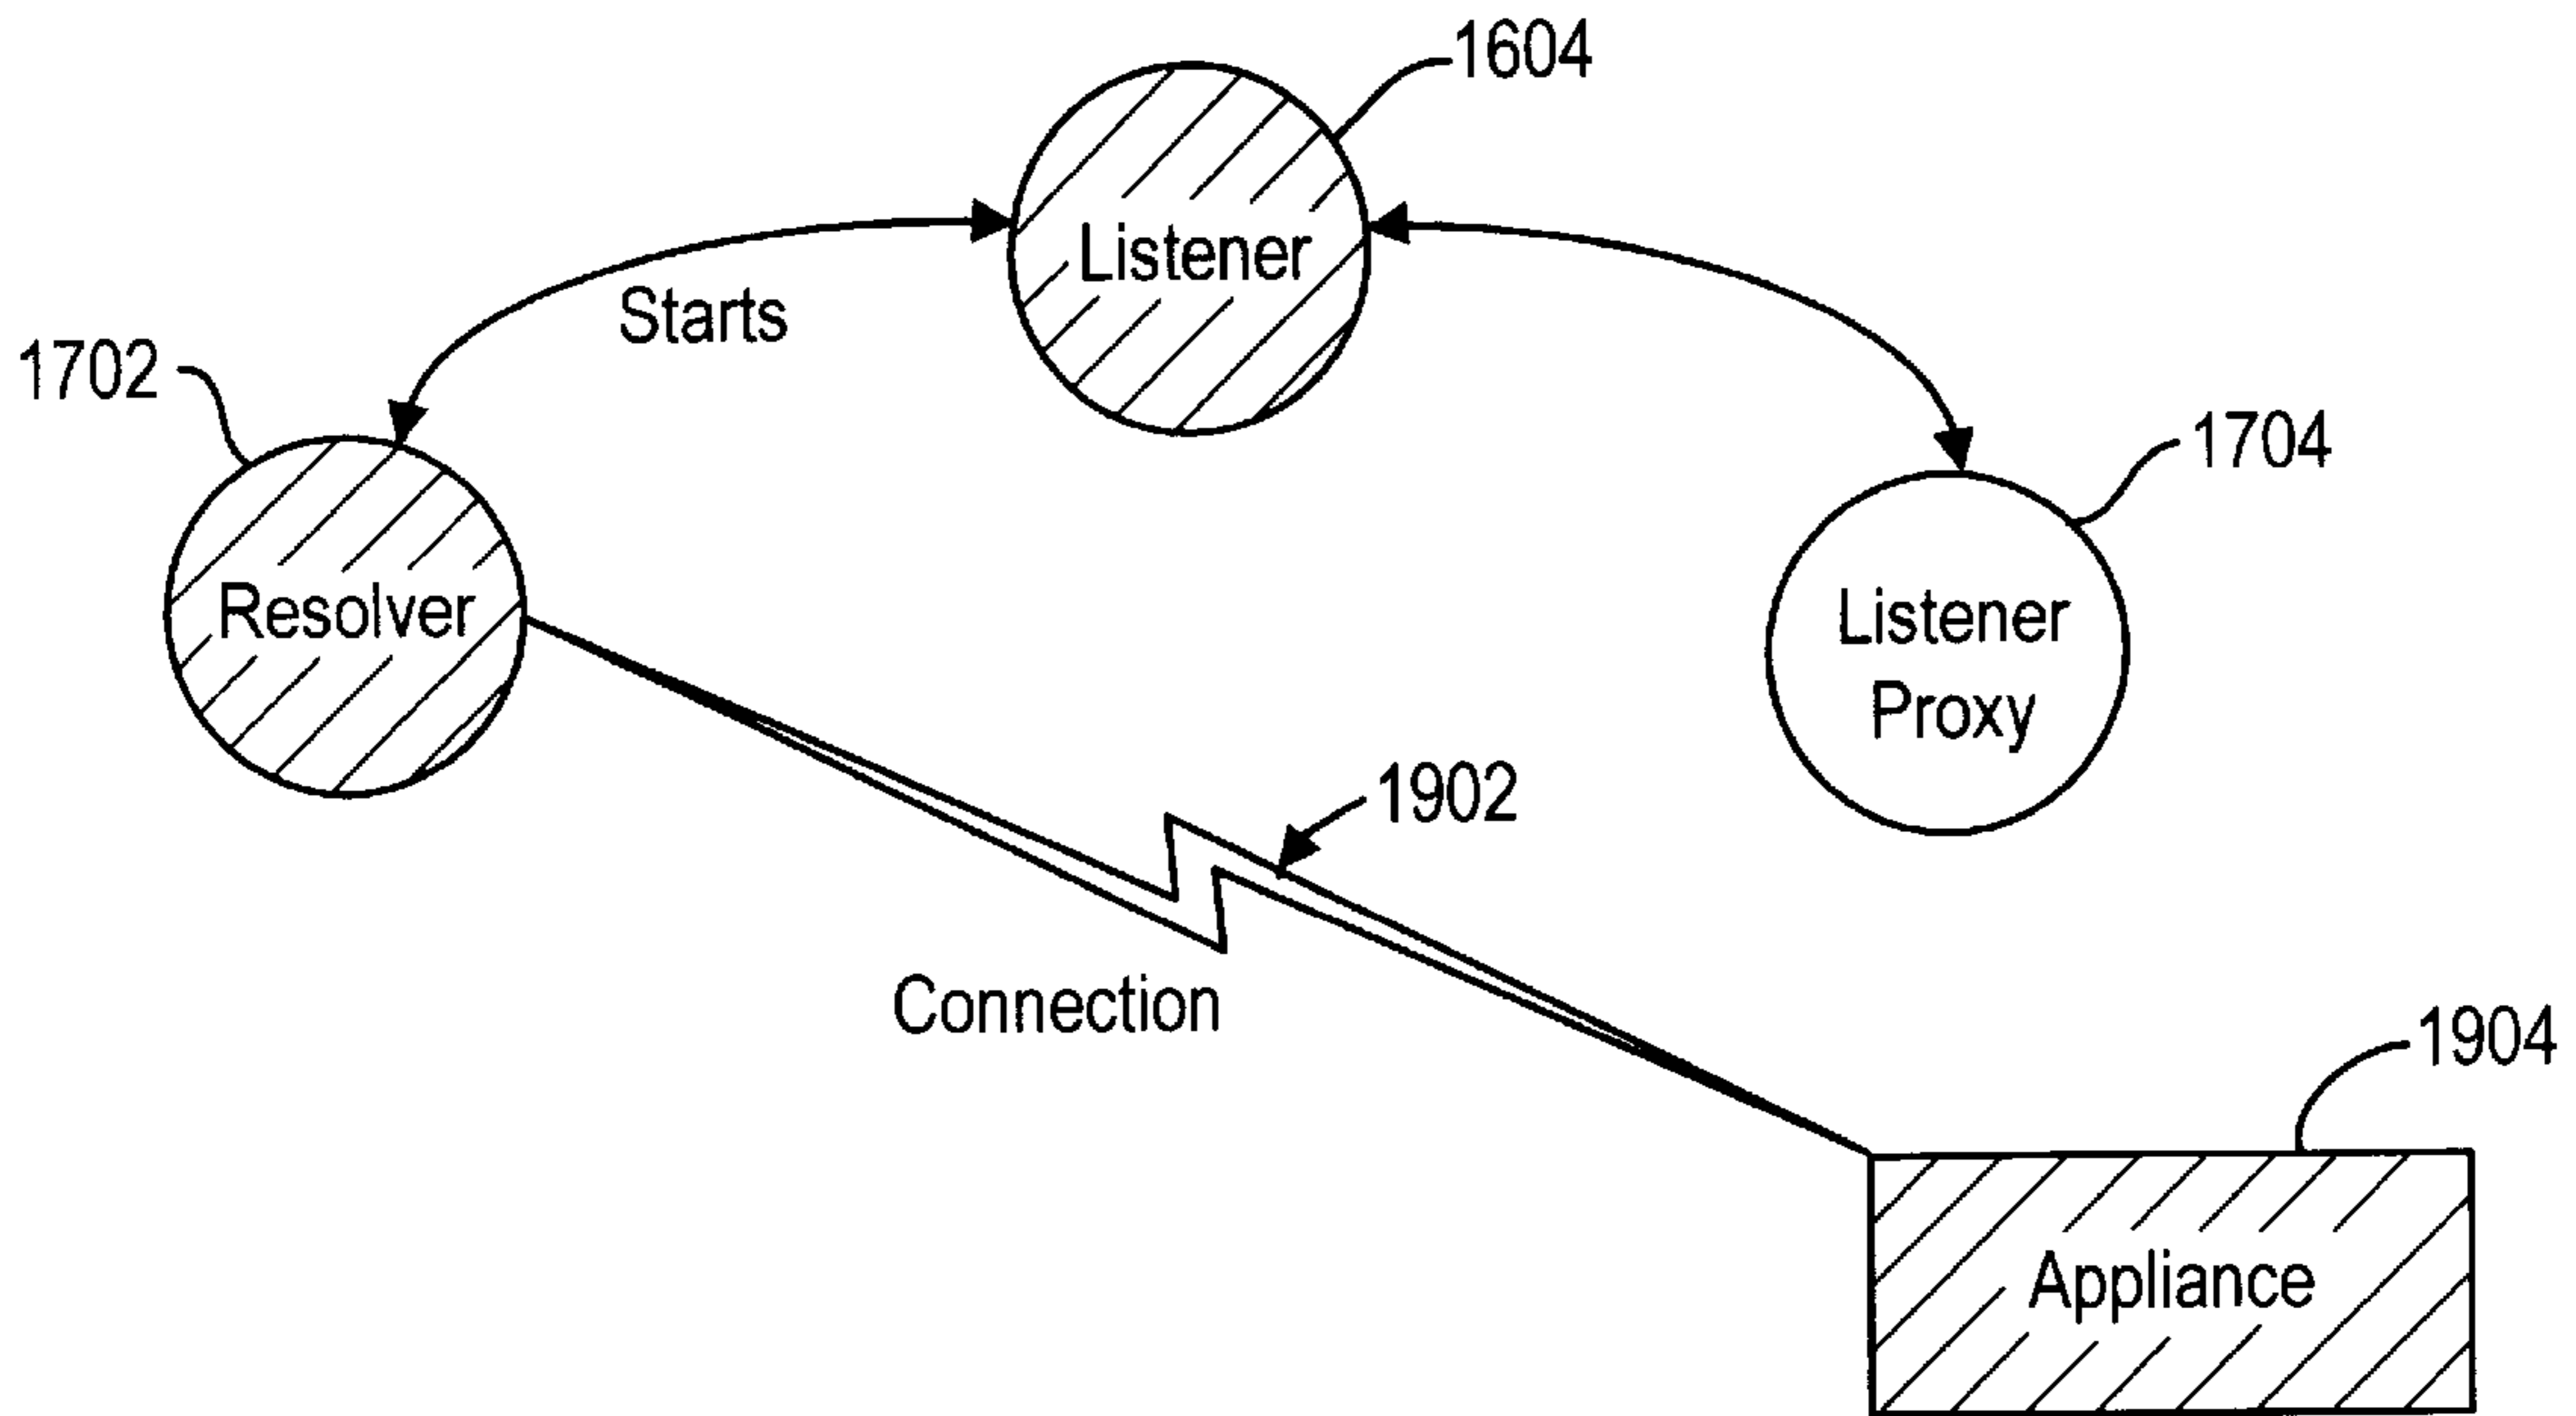 1604
Listener
Starts
1702
1704
Resolver
Listener
Proxy
1902
Connection
1904
Appliance